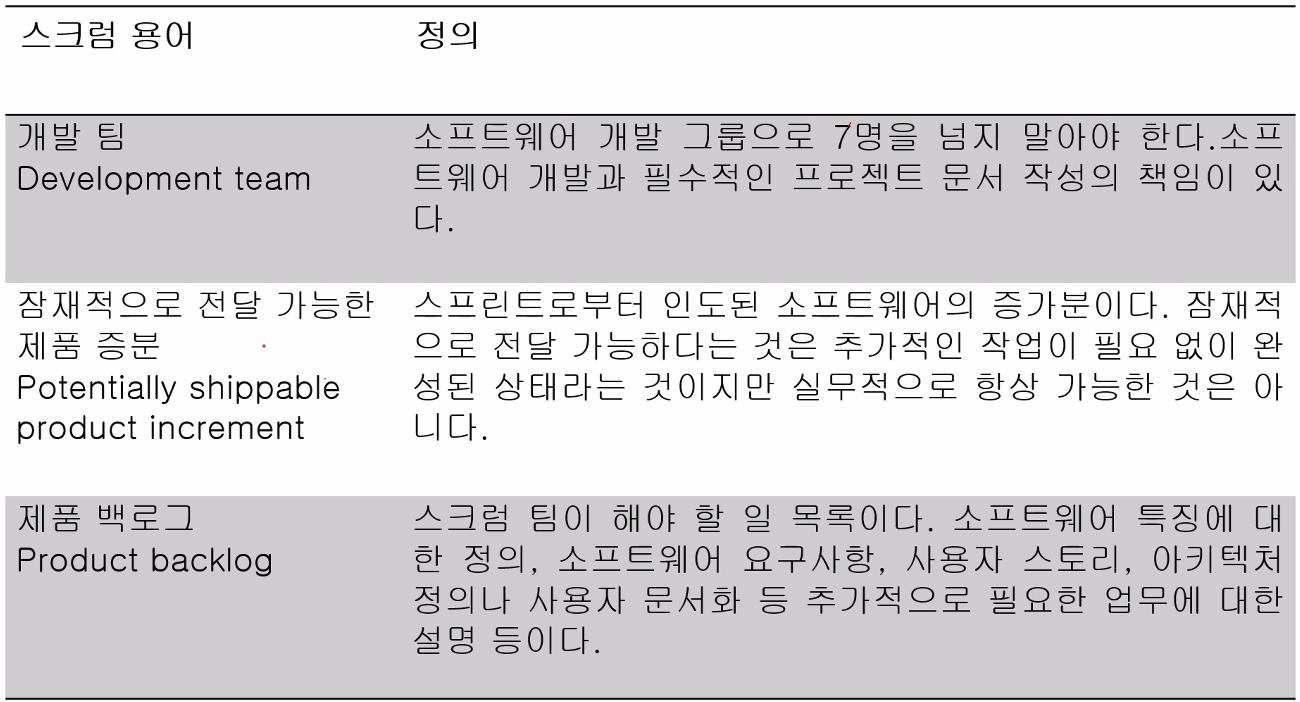 스크럼 용어 정의
개발 팀
Development team
소프트웨어 개발 그룹으로 7명을 넘지 말아야 한다.소프
트웨어 개발과 필수적인 프로젝트 문서 작성의 책임이 있
다.
잠재적으로 전달 가능한
제품 증분
Potentially shippable
product increment
스프린트로부터 인도된 소프트웨어의 증가분이다. 잠재적
으로 전달 가능하다는 것은 추가적인 작업이 필요 없이 완
성된 상태라는 것이지만 실무적으로 항상 가능한 것은 아
니다.
제품 백로그
Product backlog
스크럼 팀이 해야 할 일 목록이다. 소프트웨어 특징에 대
한 정의, 소프트웨어 요구사항, 사용자 스토리, 아키텍처
정의나 사용자 문서화 등 추가적으로 필요한 업무에 대한
설명 등이다.